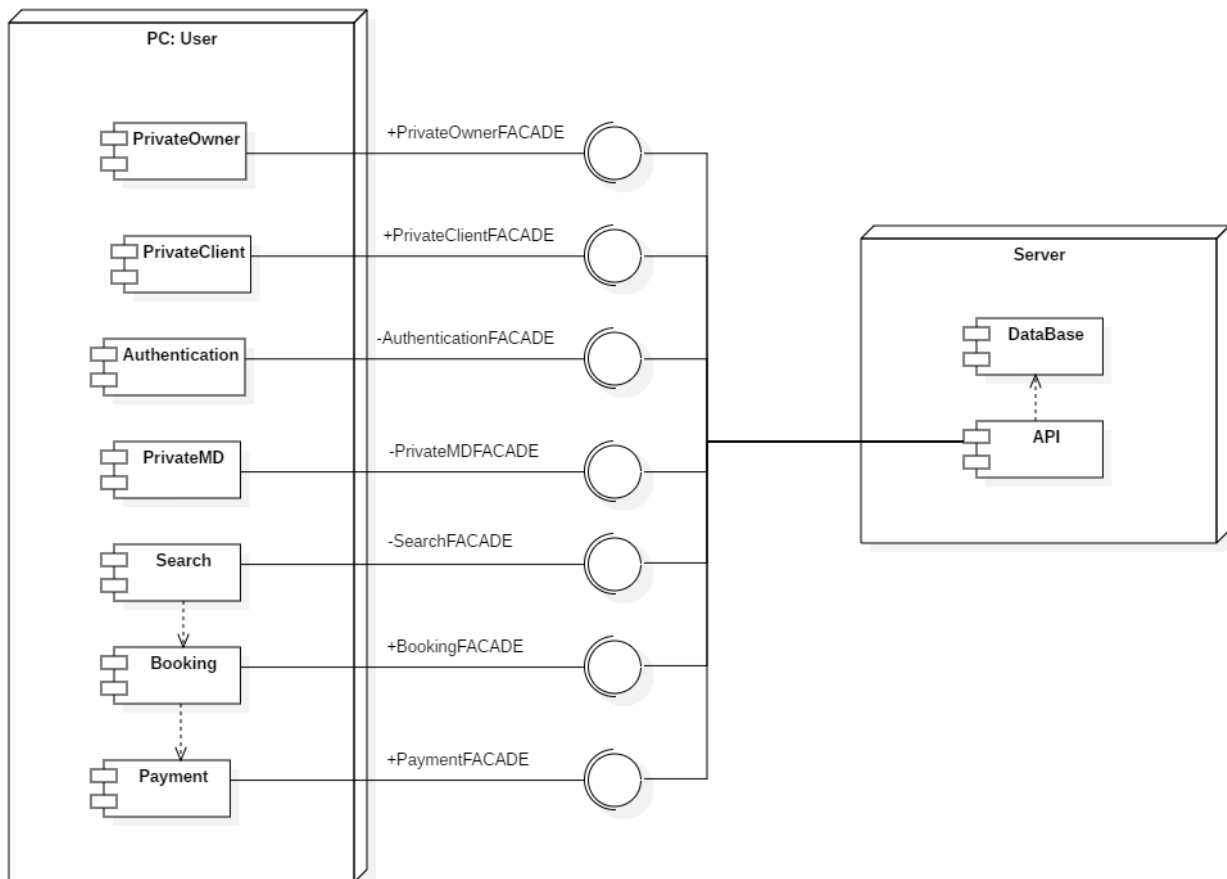 PC: User
PrivateOwner
+PrivateOwnerFACADE
PrivateClient
+PrivateClientFACADE
Server
DataBase
Authentication
-AuthenticationFACADE
API
PrivateMD
-PrivateMDFACADE
Search
-SearchFACADE
Booking
+BookingFACADE
Payment
+PaymentFACADE